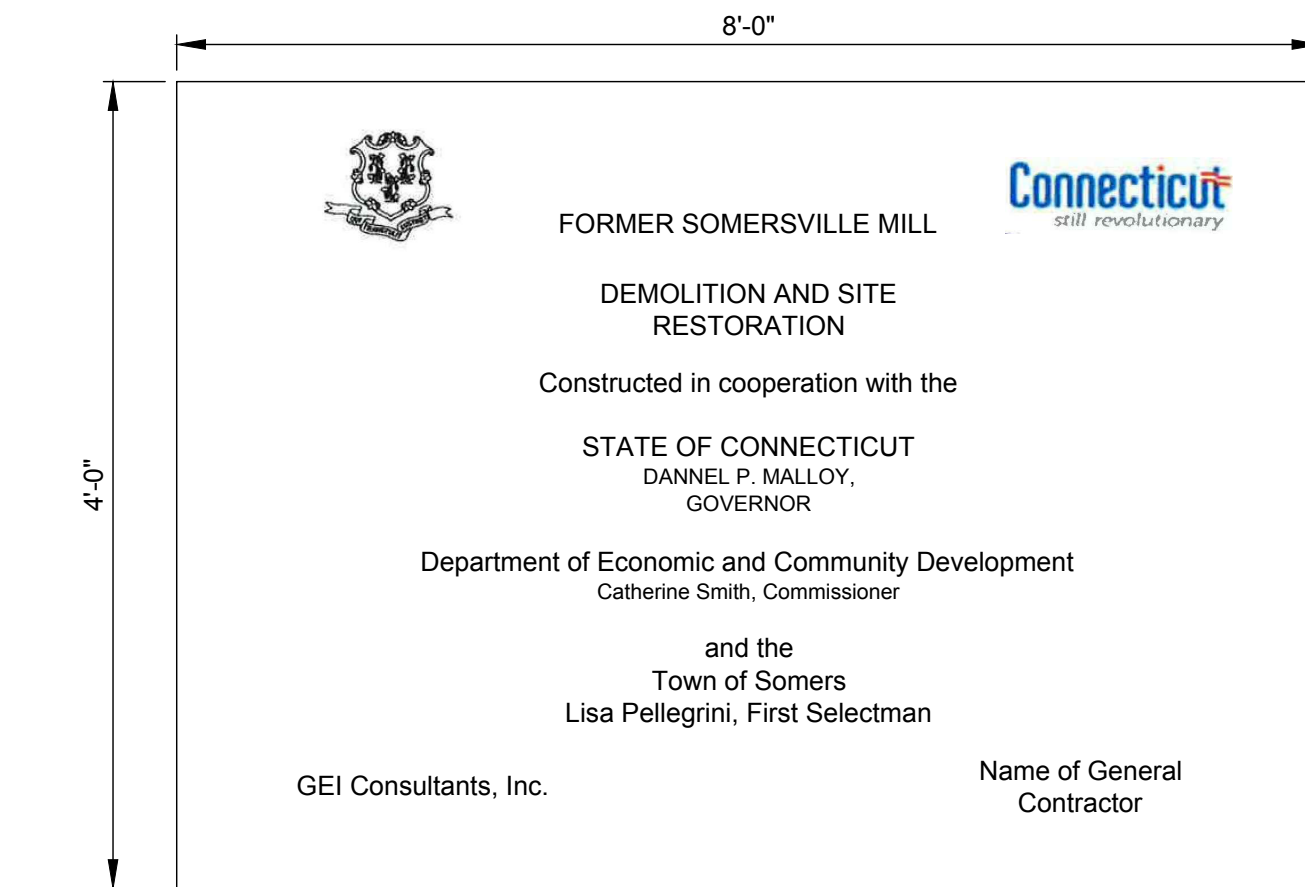 8'-0"
4'-0"
Connecticut
still revolutionary
FORMER SOMERSVILLE MILL
DEMOLITION AND SITE
RESTORATION
Constructed in cooperation with the
STATE OF CONNECTICUT
DANNEL P. MALLOY,
GOVERNOR
Department of Economic and Community Development
Catherine Smith, Commissioner
and the
Town of Somers
Lisa Pellegrini, First Selectman
GEI Consultants, Inc.
Name of General
Contractor